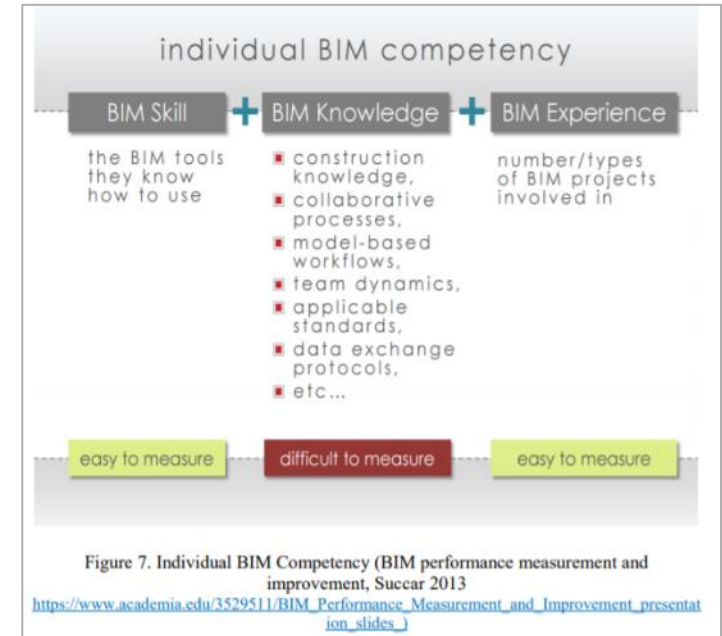 individual BIM competency
BIM Skill + BIM Knowledge + BIM Experience
the BIM tools
they know
how to use
construction
knowledge,
collaborative
processes,
model-based
workflows,
team dynamics,
applicable
standards,
data exchange
protocols,
etc...
number/types
of BIM projects
involved in
easy to measure
difficult to measure
easy to measure
Figure 7. Individual BIM Competency (BIM performance measurement and
improvement, Succar 2013
https://www.academia.edu/3529511/BIM_Performance_Measurement_and_Improvement_presentat
ion_slides_)